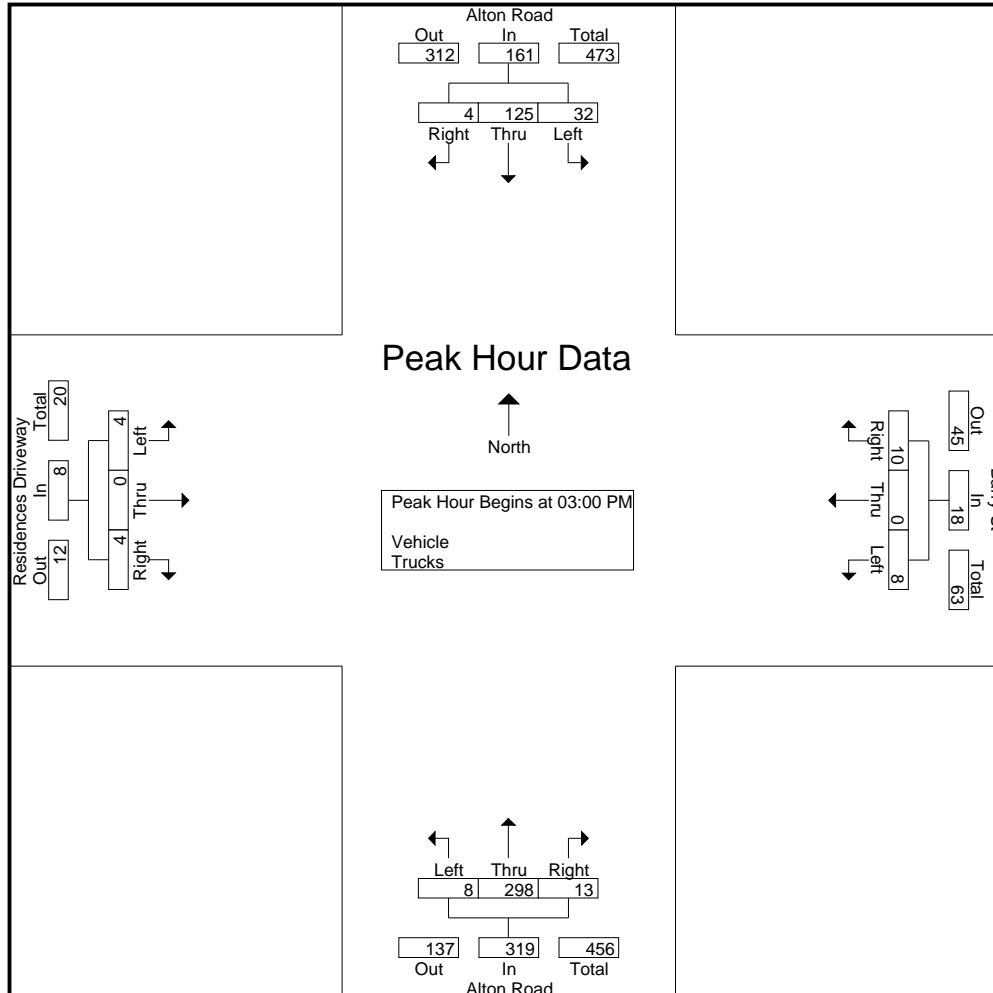 Alton Road
Out In Total
312 161 473
4 125 32
Right Thru Left
Peak Hour Data
North
Peak Hour Begins at 03:00 PM
Vehicle
Trucks
Residences Driveway
Out In Total
12 8 20
4 0 4
Left Thru Right
Right Thru Left
10 0 8
45 18 63
Out In Total
Left Thru Right
8 298 13
137 319 456
Out In Total
Alton Road